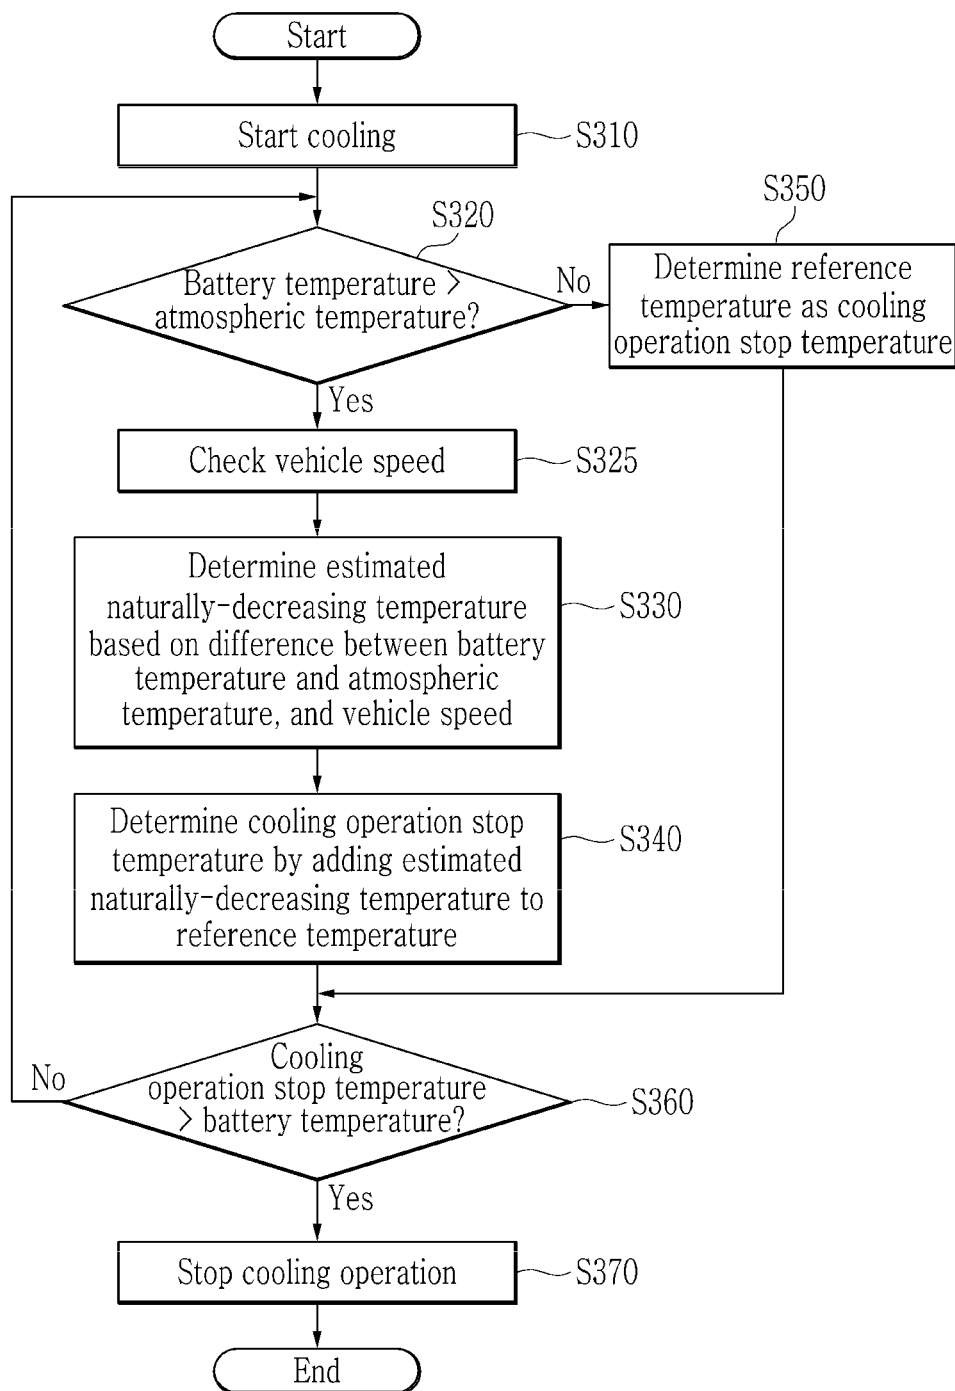 Start
Start cooling
S310
S320
Battery temperature >
atmospheric temperature?
No
S350
Determine reference
temperature as cooling
operation stop temperature
Yes
Check vehicle speed
S325
Determine estimated
naturally-decreasing temperature
based on difference between battery
temperature and atmospheric
temperature, and vehicle speed
S330
Determine cooling operation stop
temperature by adding estimated
naturally-decreasing temperature to
reference temperature
S340
Cooling
operation stop temperature
> battery temperature?
No
S360
Yes
Stop cooling operation
S370
End